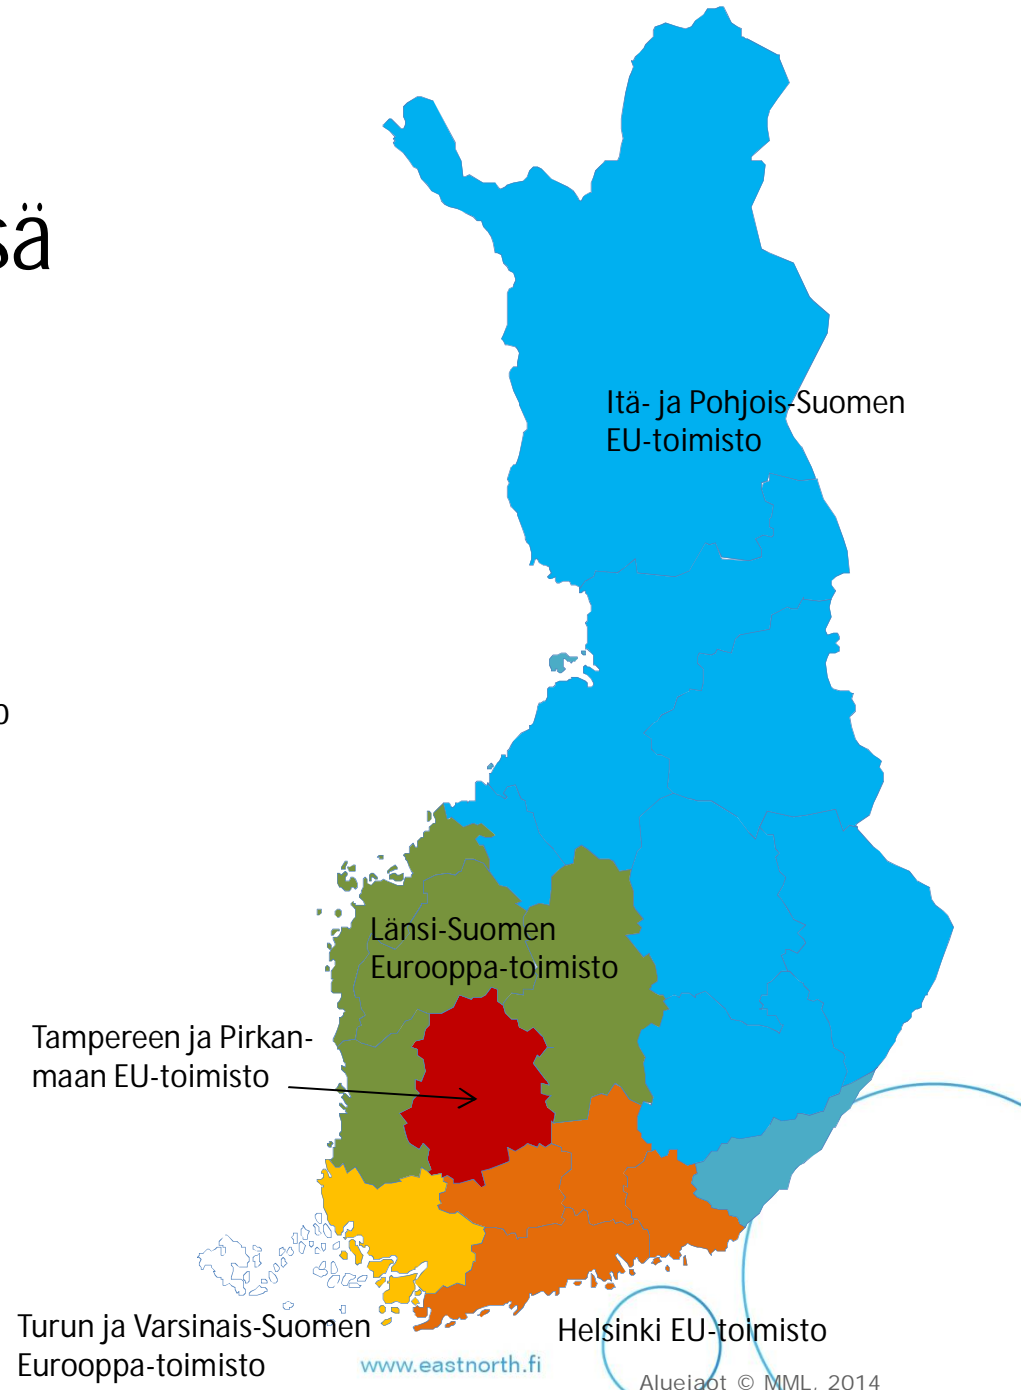 sä
Itä- ja Pohjois-Suomen
EU-toimisto
Länsi-Suomen
Eurooppa-toimisto
Tampereen ja Pirkan-
maan EU-toimisto
Turun ja Varsinais-Suomen
Eurooppa-toimisto
Helsinki EU-toimisto
www.eastnorth.fi
Aluejaot © MML, 2014